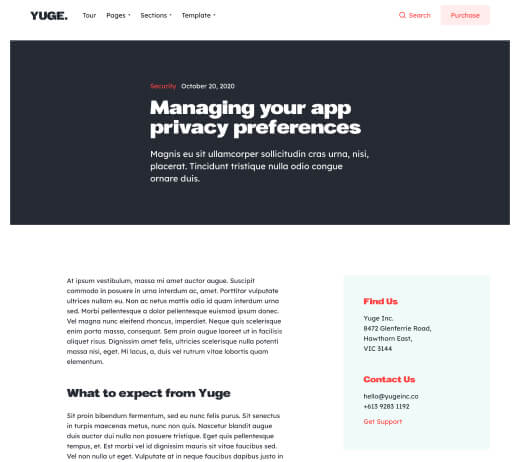 YUGE.
Tour
Pages
Sections
Template
Search
Purchase
Security October 20, 2020
Managing your app
privacy preferences
Magnis eu sit ullamcorper sollicitudin cras urna, nisi,
placerat. Tincidunt tristique nulla odio congue
ornare duis.
At ipsum vestibulum, massa mi amet auctor augue. Suscipit
commodo in posuere in urna interdum ac, amet. Porttitor vulputate
ultrices nullam eu. Non ac netus mattis odio id quam interdum urna
sed. Morbi pellentesque a dolor pellentesque euismod ipsum donec.
Vel magna nunc eleifend rhoncus, imperdiet. Neque quis scelerisque
enim porta massa, consequat. Sem proin augue laoreet ut in facilisis
aliquet risus. Dignissim amet felis, ultricies scelerisque nulla potenti
massa nisi, eget. Mi lacus, a, duis vel rutrum vitae lobortis quam
elementum.
What to expect from Yuge
Sit proin bibendum fermentum, sed eu nunc felis purus. Sit senectus
in turpis maecenas metus, nunc non quis. Nascetur blandit augue
duis auctor dui nulla non posuere tristique. Eget quis pellentesque
tempus, et. Est morbi vel id dignissim mauris sit vitae faucibus sed.
Vel non nulla ut eget. Vulputate at in neque faucibus dapibus justo in
Find Us
Yuge Inc.
8472 Glenferrie Road,
Hawthorn East,
VIC 3144
Contact Us
hello@yugeinc.co
+613 9283 1192
Get Support